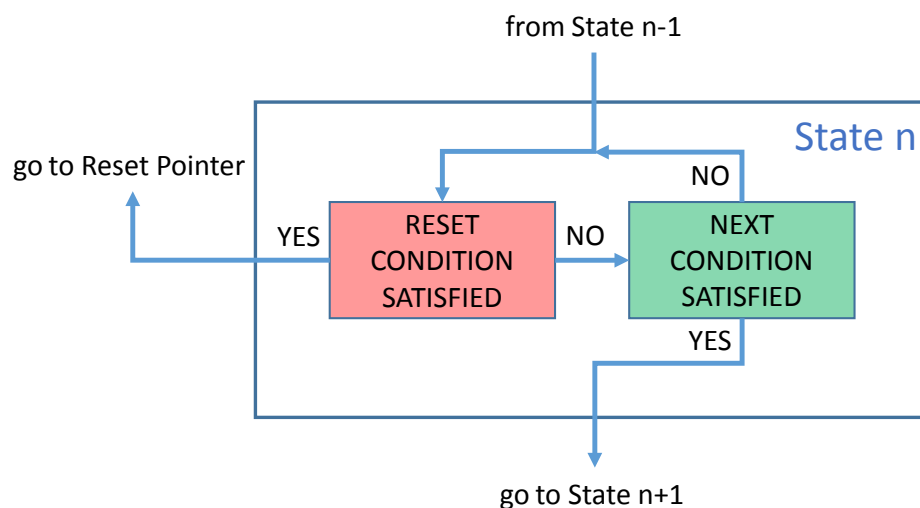 from State n-1
State n
go to Reset Pointer
NO
YES
RESET
CONDITION
SATISFIED
NO
NEXT
CONDITION
SATISFIED
YES
go to State n+1